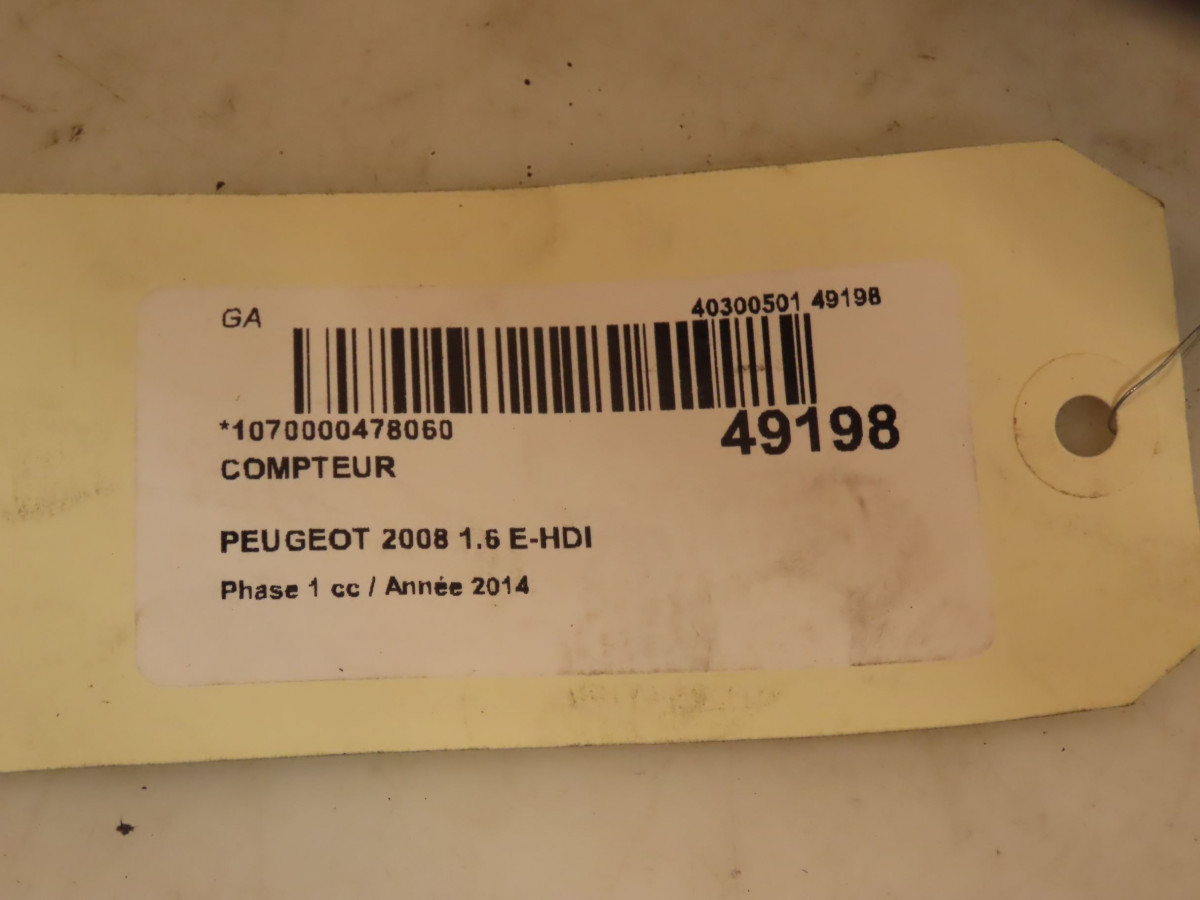 GA
40300501 49198
*1070000478060
49198
COMPTEUR
PEUGEOT 2008 1.6 E-HDI
Phase 1 cc / Année 2014